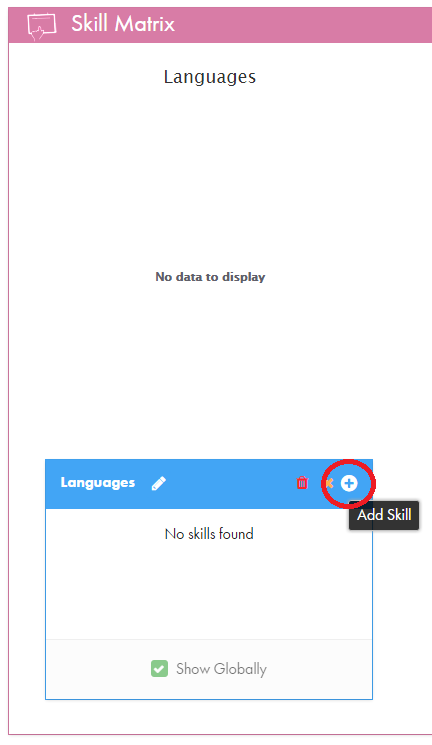 Skill Matrix
Languages
No data to display
Languages
Add Skill
No skills found
Show Globally